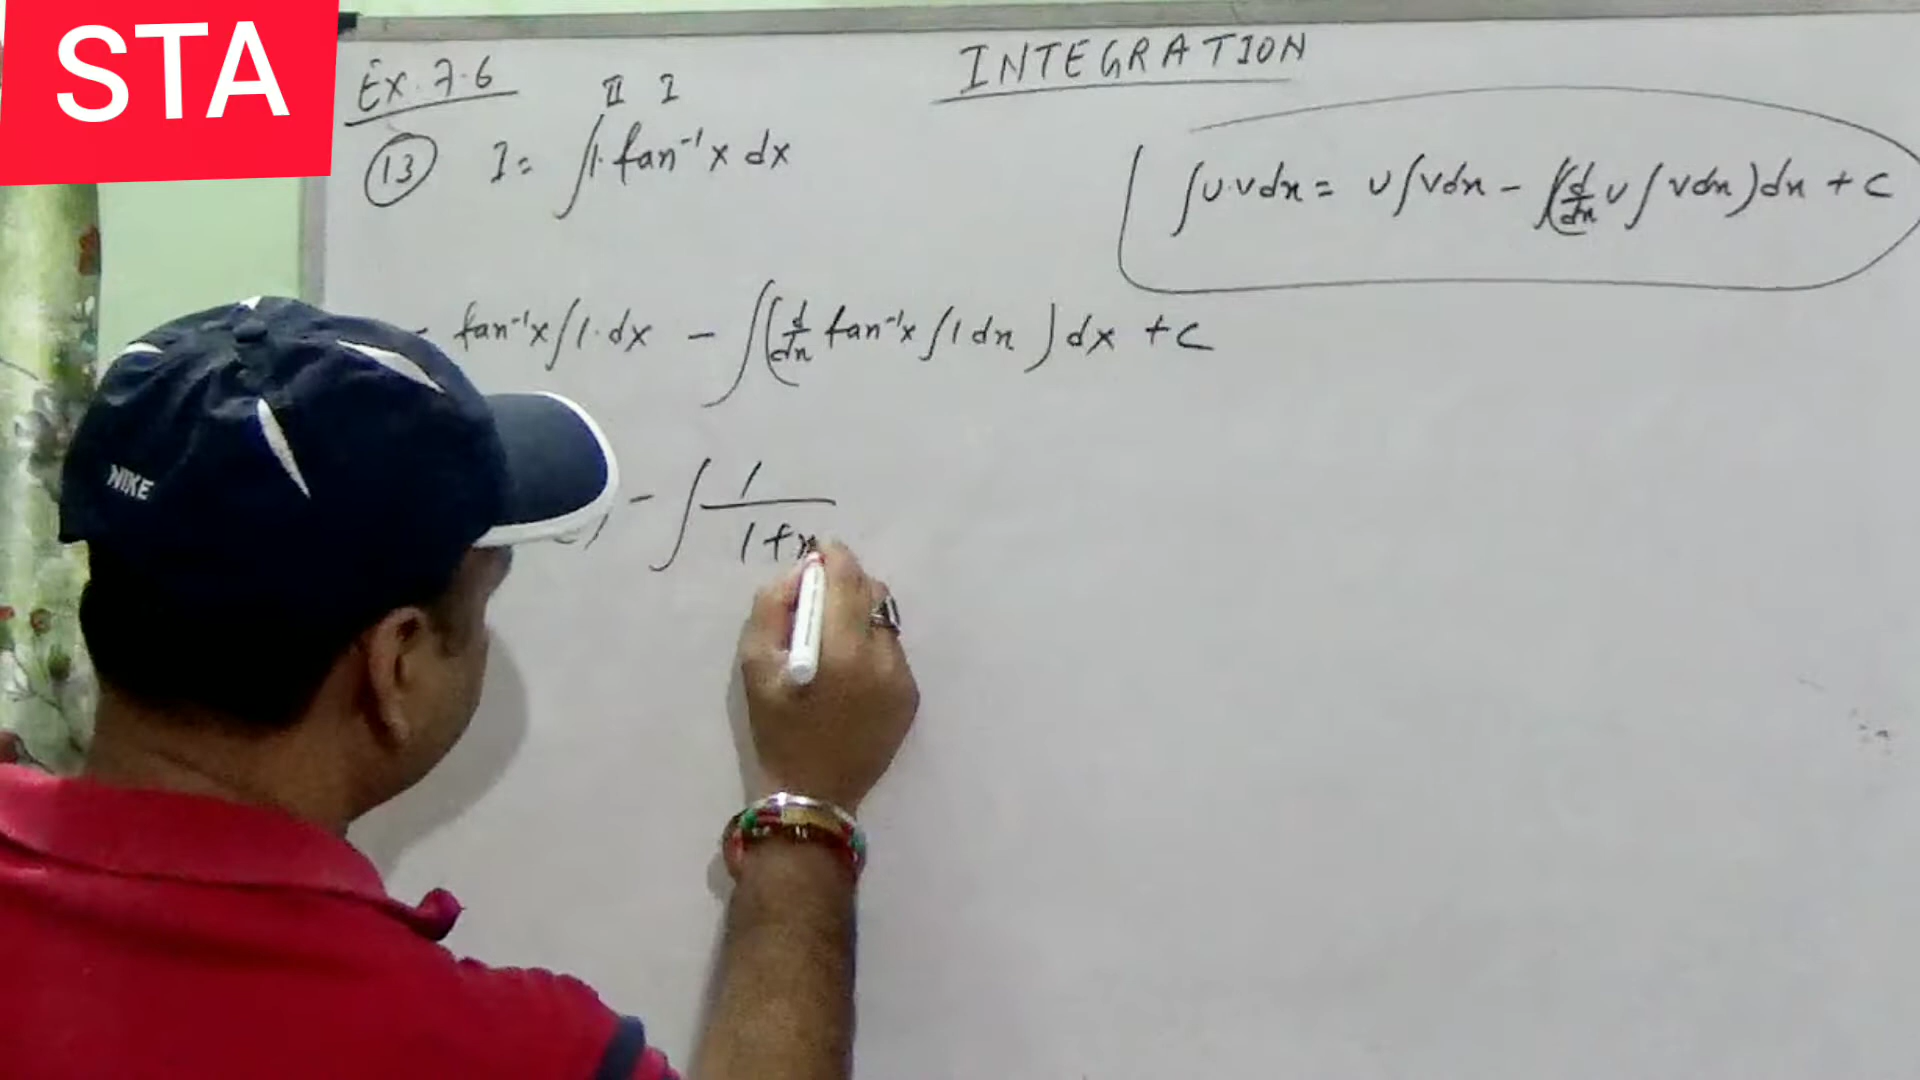 STA
INTEGRATION
Ex. 7.6
II I
(13) I = ∫1. tan⁻¹x dx
∫u.v dx = u∫v dx - ∫(d/dx u ∫v dx) dx + C
= tan⁻¹x ∫1. dx - ∫(d/dx tan⁻¹x ∫1 dx) dx + C
- ∫ 1/1+x
NIKE